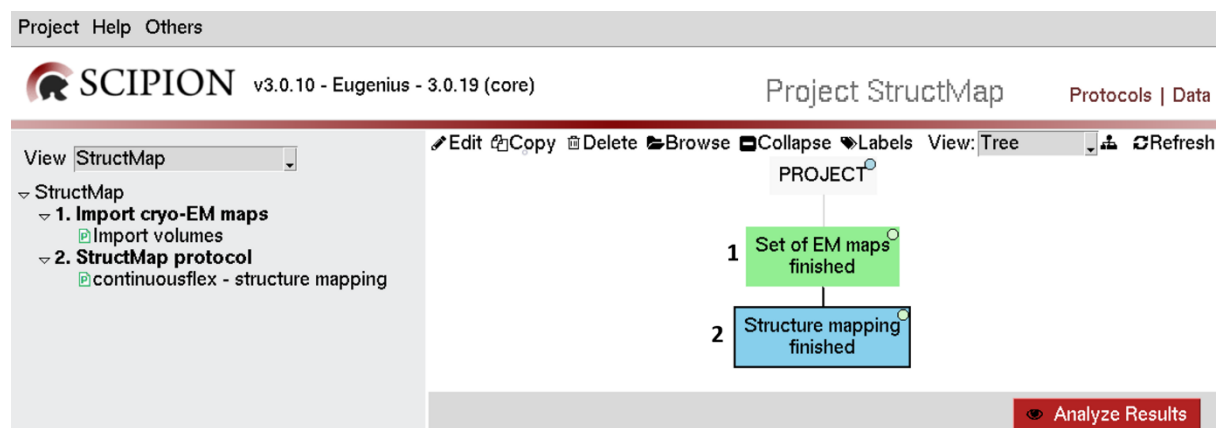 Project Help Others
SCIPION v3.0.10 - Eugenius - 3.0.19 (core)
Project StructMap
Protocols | Data
View StructMap
StructMap
1. Import cryo-EM maps
Import volumes
2. StructMap protocol
continuousflex - structure mapping
Edit Copy Delete Browse Collapse Labels View: Tree Refresh
PROJECT
1 Set of EM maps
finished
2 Structure mapping
finished
Analyze Results